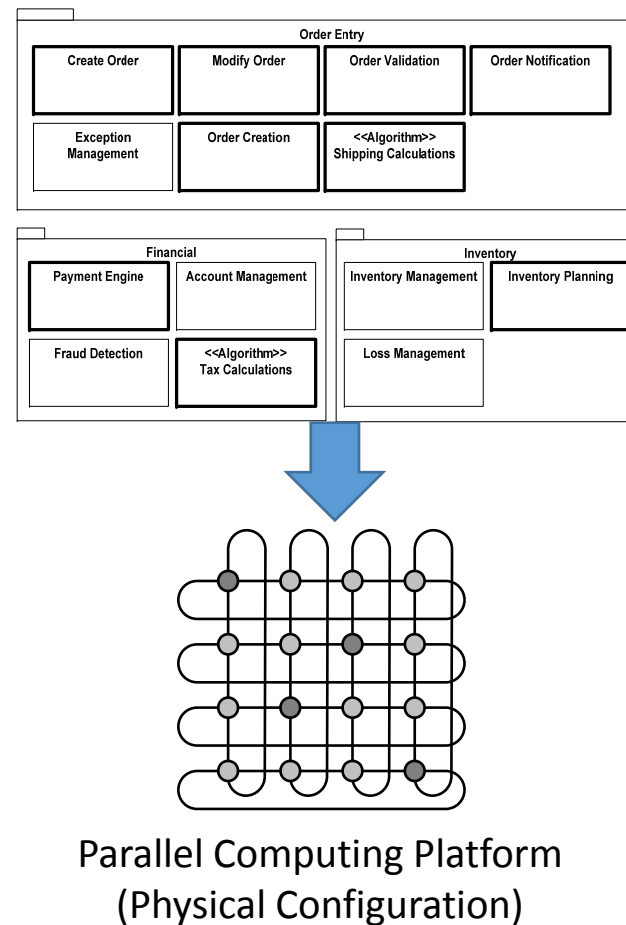 Order Entry
Create Order
Modify Order
Order Validation
Order Notification
Exception
Management
Order Creation
<<Algorithm>>
Shipping Calculations
Financial
Payment Engine
Account Management
Fraud Detection
<<Algorithm>>
Tax Calculations
Inventory
Inventory Management
Inventory Planning
Loss Management
Parallel Computing Platform
(Physical Configuration)